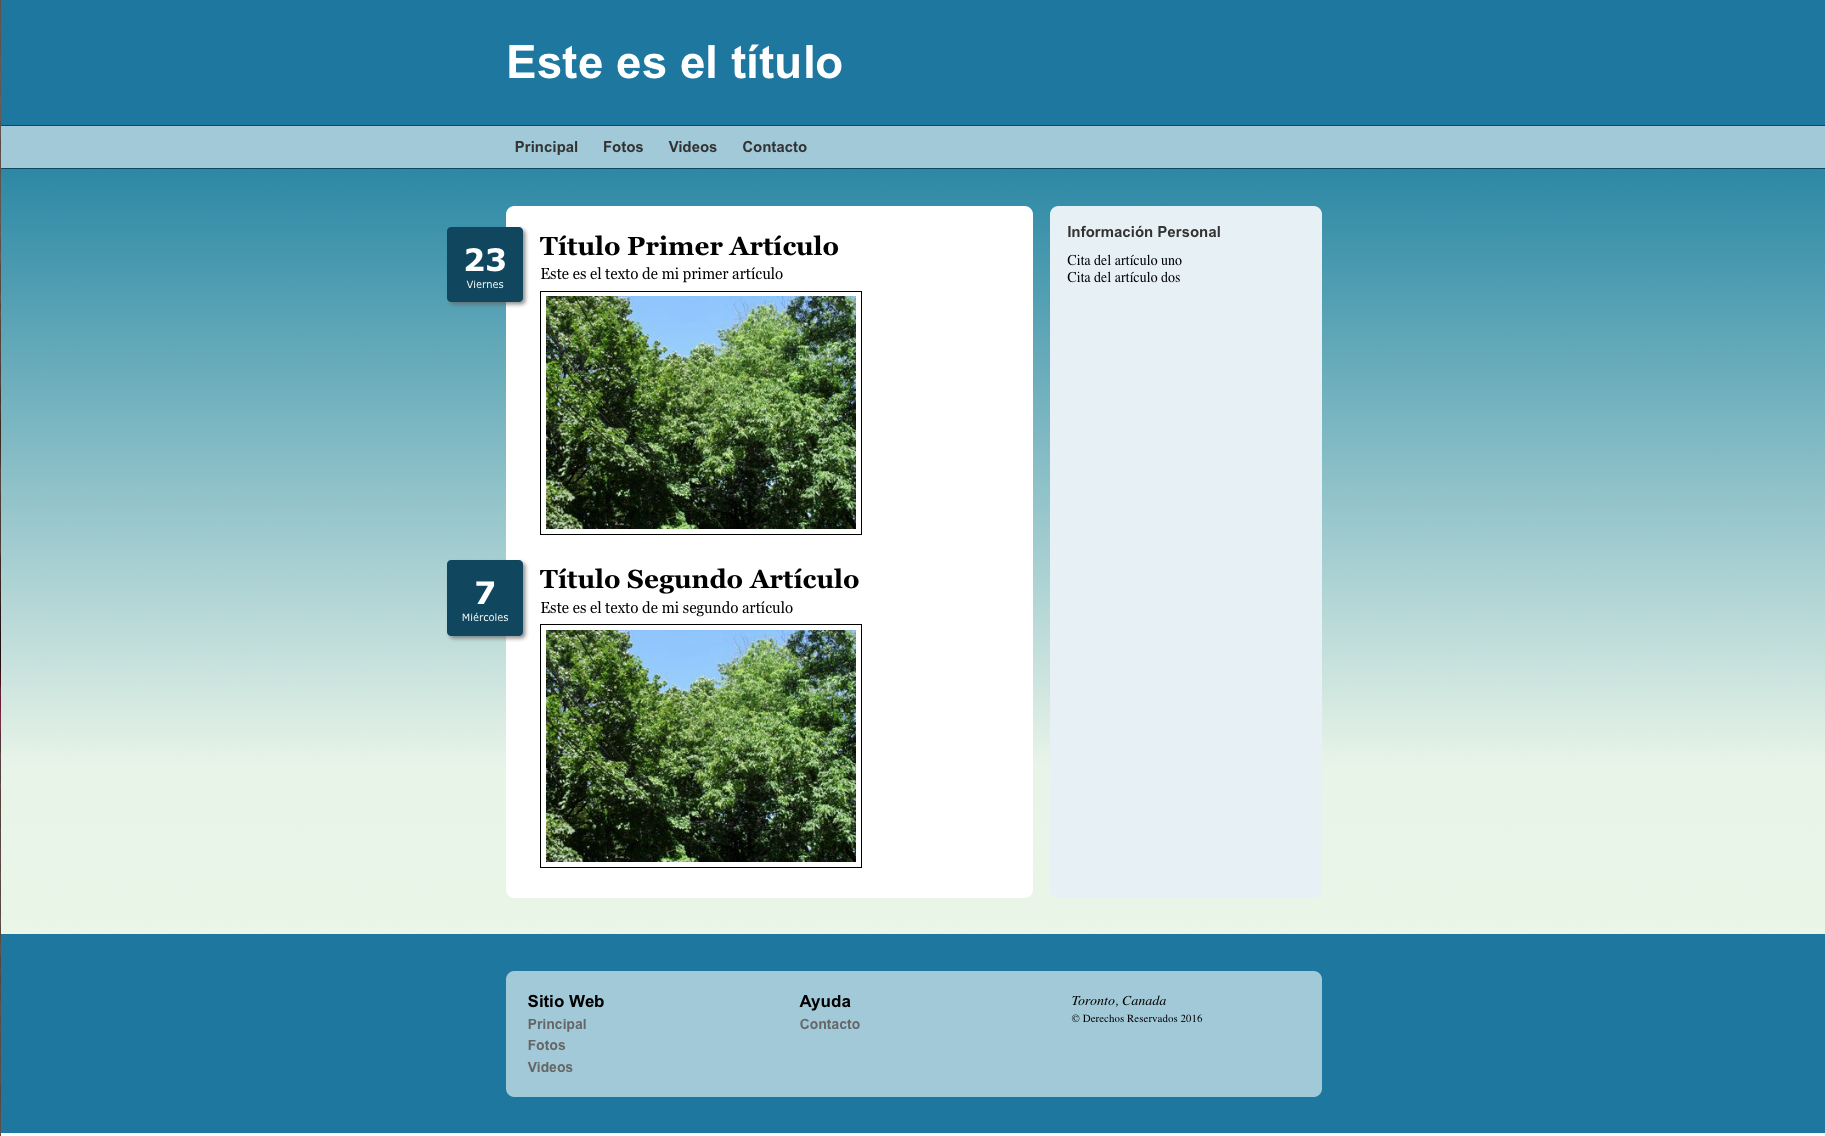 Este es el título
Principal Fotos Videos Contacto
23
Viernes
Título Primer Artículo
Este es el texto de mi primer artículo
7
Miércoles
Título Segundo Artículo
Este es el texto de mi segundo artículo
Información Personal
Cita del artículo uno
Cita del artículo dos
Sitio Web
Principal
Fotos
Videos
Ayuda
Contacto
Toronto, Canada
© Derechos Reservados 2016